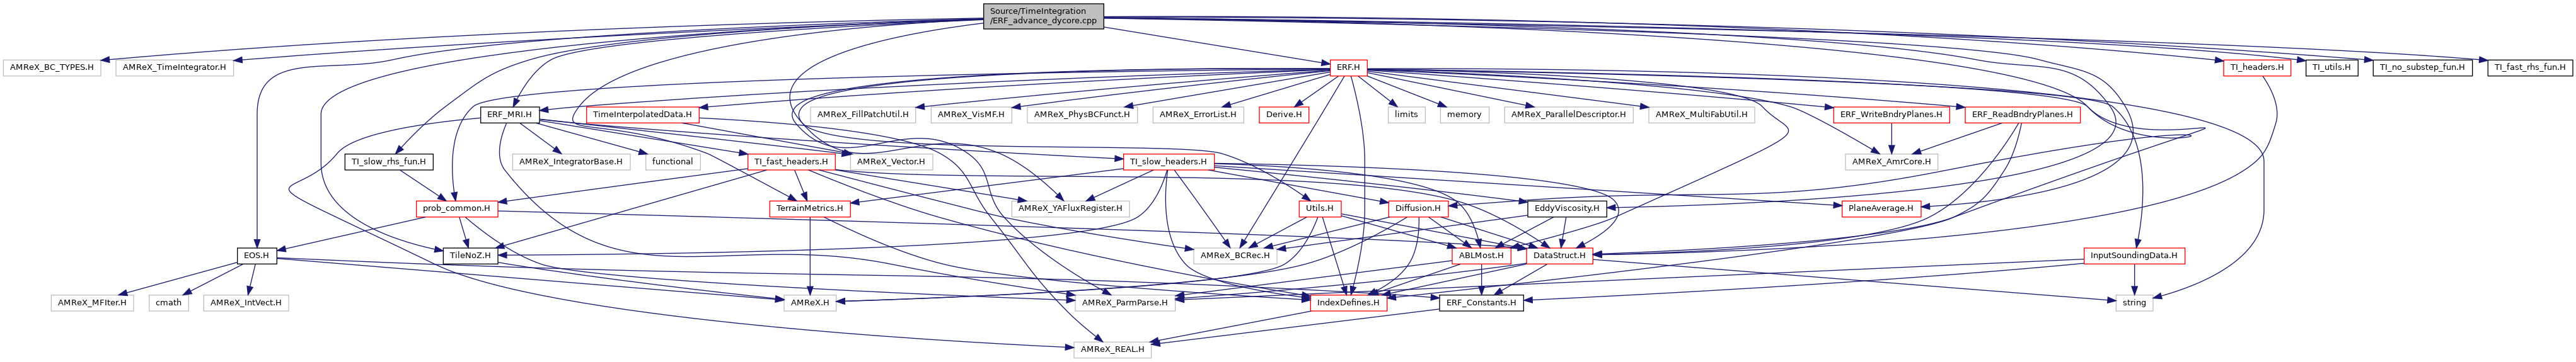 Source/TimeIntegration
/ERF_advance_dycore.cpp
AMReX_BC_TYPES.H
AMReX_TimeIntegrator.H
ERF.H
TI_headers.H
TI_utils.H
TI_no_substep_fun.H
TI_fast_rhs_fun.H
ERF_MRI.H
TimeInterpolatedData.H
AMReX_FillPatchUtil.H
AMReX_VisMF.H
AMReX_PhysBCFunct.H
AMReX_ErrorList.H
Derive.H
limits
memory
AMReX_ParallelDescriptor.H
AMReX_MultiFabUtil.H
ERF_WriteBndryPlanes.H
ERF_ReadBndryPlanes.H
TI_slow_rhs_fun.H
AMReX_IntegratorBase.H
functional
TI_fast_headers.H
AMReX_Vector.H
TI_slow_headers.H
AMReX_AmrCore.H
prob_common.H
TerrainMetrics.H
AMReX_YAFluxRegister.H
Utils.H
Diffusion.H
EddyViscosity.H
PlaneAverage.H
EOS.H
TileNoZ.H
AMReX_BCRec.H
ABLMost.H
DataStruct.H
InputSoundingData.H
AMReX_MFIter.H
cmath
AMReX_IntVect.H
AMReX.H
AMReX_ParmParse.H
IndexDefines.H
ERF_Constants.H
string
AMReX_REAL.H